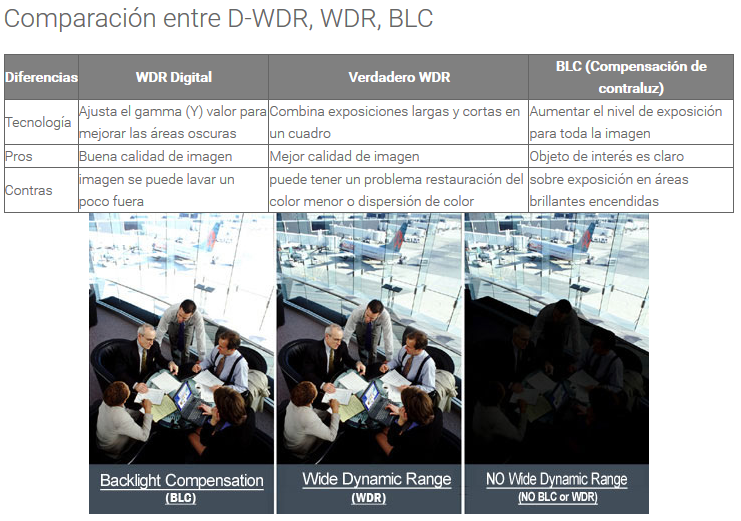 Comparación entre D-WDR, WDR, BLC
Diferencias WDR Digital Verdadero WDR BLC (Compensación de contraluz)
Tecnología Ajusta el gamma (Y) valor para mejorar las áreas oscuras Combina exposiciones largas y cortas en un cuadro Aumentar el nivel de exposición para toda la imagen
Pros Buena calidad de imagen Mejor calidad de imagen Objeto de interés es claro
Contras imagen se puede lavar un poco fuera puede tener un problema restauración del color menor o dispersión de color sobre exposición en áreas brillantes encendidas
Backlight Compensation Wide Dynamic Range NO Wide Dynamic Range
(BLC) (WDR) (NO BLC or WDR)